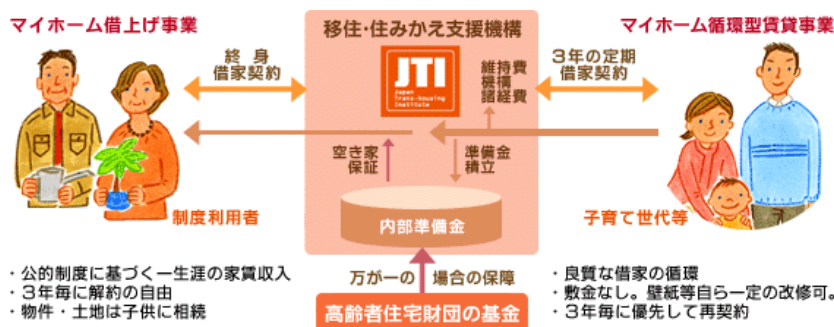 マイホーム借上げ事業
移住・住みかえ支援機構
マイホーム循環型賃貸事業
終身
借家契約
JTI
Japan
Trans-housing
Institute
維持費
機構
諸経費
3年の定期
借家契約
空き家
保証
準備金
積立
制度利用者
内部準備金
子育て世代等
・公的制度に基づく一生涯の家賃収入
・3年毎に解約の自由
・物件・土地は子供に相続
万が一の 場合の保障
高齢者住宅財団の基金
・良質な借家の循環
・敷金なし。壁紙等自ら一定の改修可。
・3年毎に優先して再契約